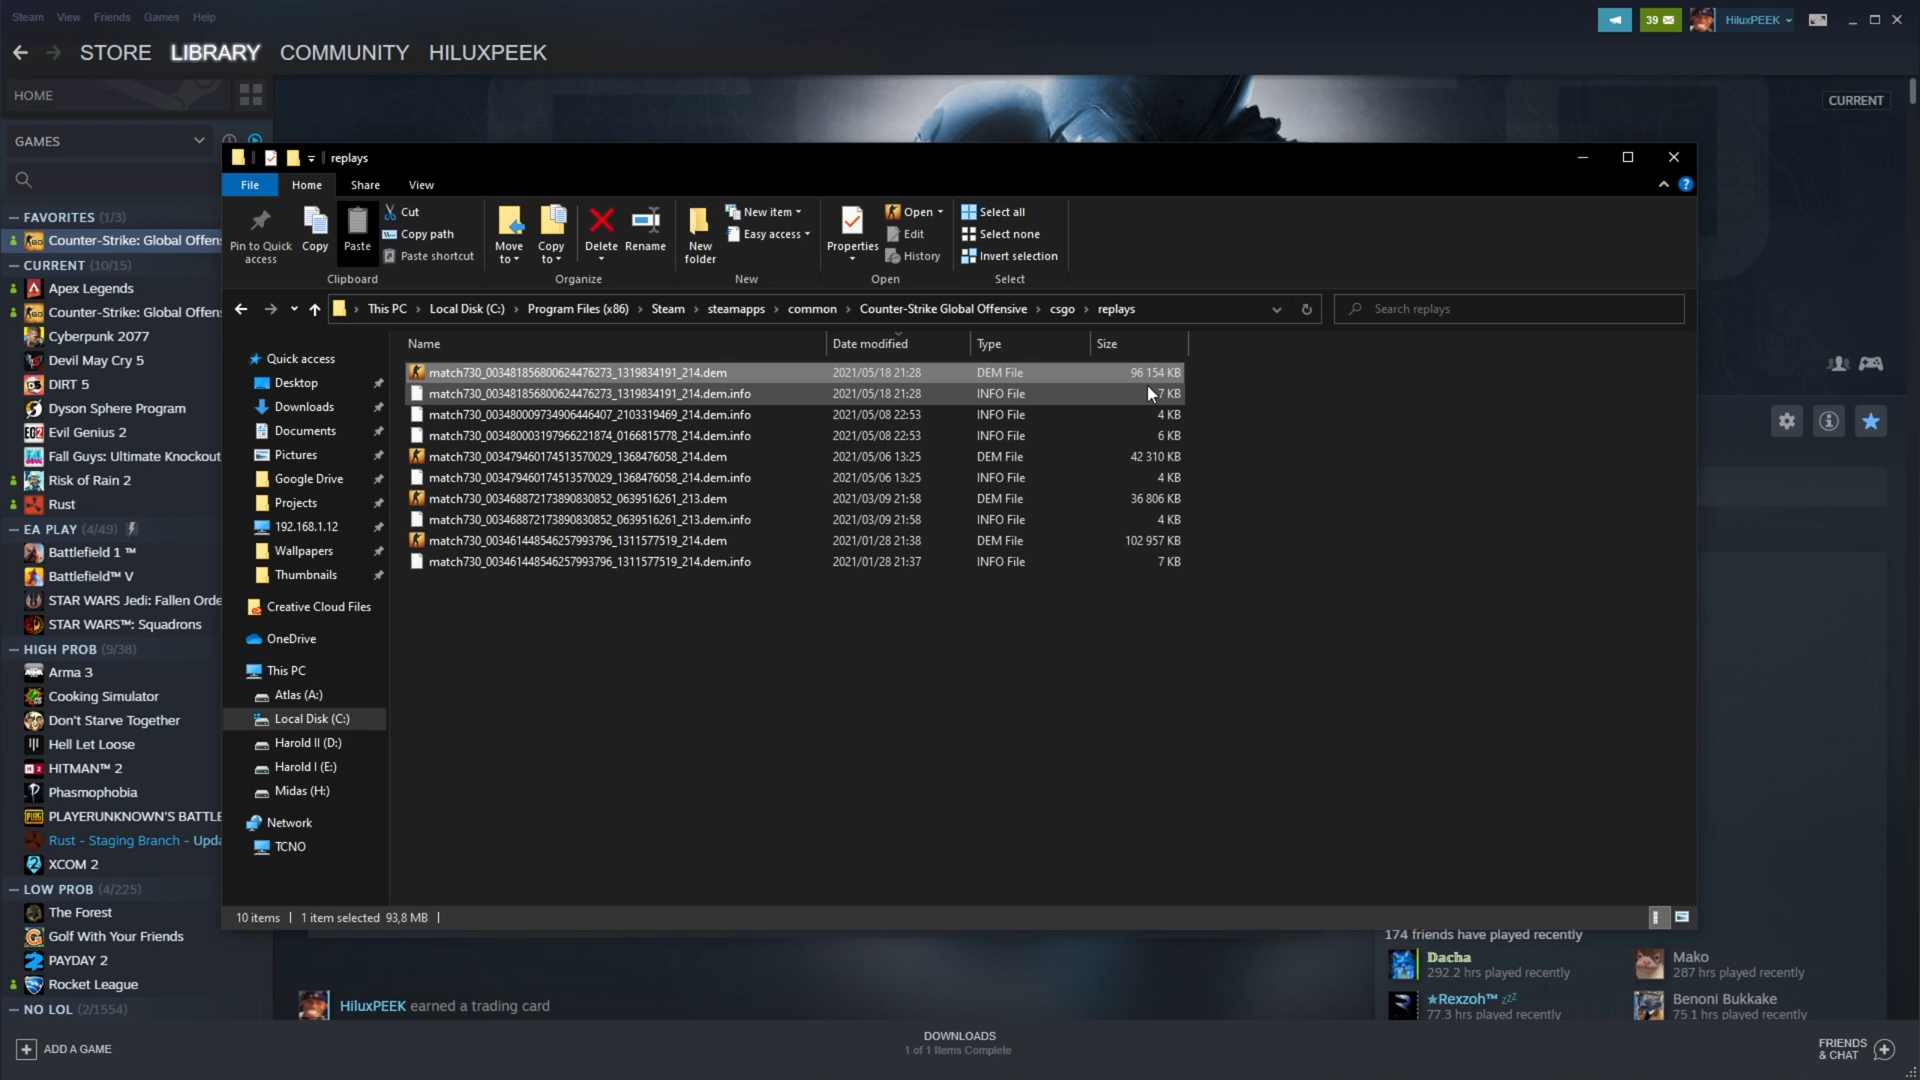 Steam View Friends Games Help
39 HiluxPEEK
STORE LIBRARY COMMUNITY HILUXPEEK
HOME
CURRENT
GAMES
FAVORITES (1/3)
Counter-Strike: Global Offens
CURRENT (10/15)
Apex Legends
Counter-Strike: Global Offens
Cyberpunk 2077
Devil May Cry 5
DIRT 5
Dyson Sphere Program
Evil Genius 2
Fall Guys: Ultimate Knockout
Risk of Rain 2
Rust
EA PLAY (4/49)
Battlefield 1 ™
Battlefield™ V
STAR WARS Jedi: Fallen Orde
STAR WARS™: Squadrons
HIGH PROB (9/38)
Arma 3
Cooking Simulator
Don't Starve Together
Hell Let Loose
HITMAN™ 2
Phasmophobia
PLAYERUNKNOWN'S BATTLE
Rust - Staging Branch - Upda
XCOM 2
LOW PROB (4/225)
The Forest
Golf With Your Friends
PAYDAY 2
Rocket League
NO LOL (2/1554)
ADD A GAME
replays
File Home Share View
Pin to Quick access
Copy
Paste
Cut
Copy path
Paste shortcut
Clipboard
Move to
Copy to
Delete
Rename
Organize
New folder
New item
Easy access
New
Properties
Open
Edit
History
Open
Select all
Select none
Invert selection
Select
This PC > Local Disk (C:) > Program Files (x86) > Steam > steamapps > common > Counter-Strike Global Offensive > csgo > replays
Search replays
Quick access
Desktop
Downloads
Documents
Pictures
Google Drive
Projects
192.168.1.12
Wallpapers
Thumbnails
Creative Cloud Files
OneDrive
This PC
Atlas (A:)
Local Disk (C:)
Harold II (D:)
Harold I (E:)
Midas (H:)
Network
TCNO
Name Date modified Type Size
match730_003481856800624476273_1319834191_214.dem 2021/05/18 21:28 DEM File 96 154 KB
match730_003481856800624476273_1319834191_214.dem.info 2021/05/18 21:28 INFO File 7 KB
match730_003480009734906446407_2103319469_214.dem.info 2021/05/08 22:53 INFO File 4 KB
match730_003480003197966221874_0166815778_214.dem.info 2021/05/08 22:53 INFO File 6 KB
match730_003479460174513570029_1368476058_214.dem 2021/05/06 13:25 DEM File 42 310 KB
match730_003479460174513570029_1368476058_214.dem.info 2021/05/06 13:25 INFO File 4 KB
match730_003468872173890830852_0639516261_213.dem 2021/03/09 21:58 DEM File 36 806 KB
match730_003468872173890830852_0639516261_213.dem.info 2021/03/09 21:58 INFO File 4 KB
match730_003461448546257993796_1311577519_214.dem 2021/01/28 21:38 DEM File 102 957 KB
match730_003461448546257993796_1311577519_214.dem.info 2021/01/28 21:37 INFO File 7 KB
10 items 1 item selected 93,8 MB
174 friends have played recently
Dacha
292.2 hrs played recently
Mako
287 hrs played recently
★Rexzoh™ zZZ
77.3 hrs played recently
Benoni Bukkake
75.1 hrs played recently
HiluxPEEK earned a trading card
DOWNLOADS
1 of 1 Items Complete
FRIENDS
& CHAT